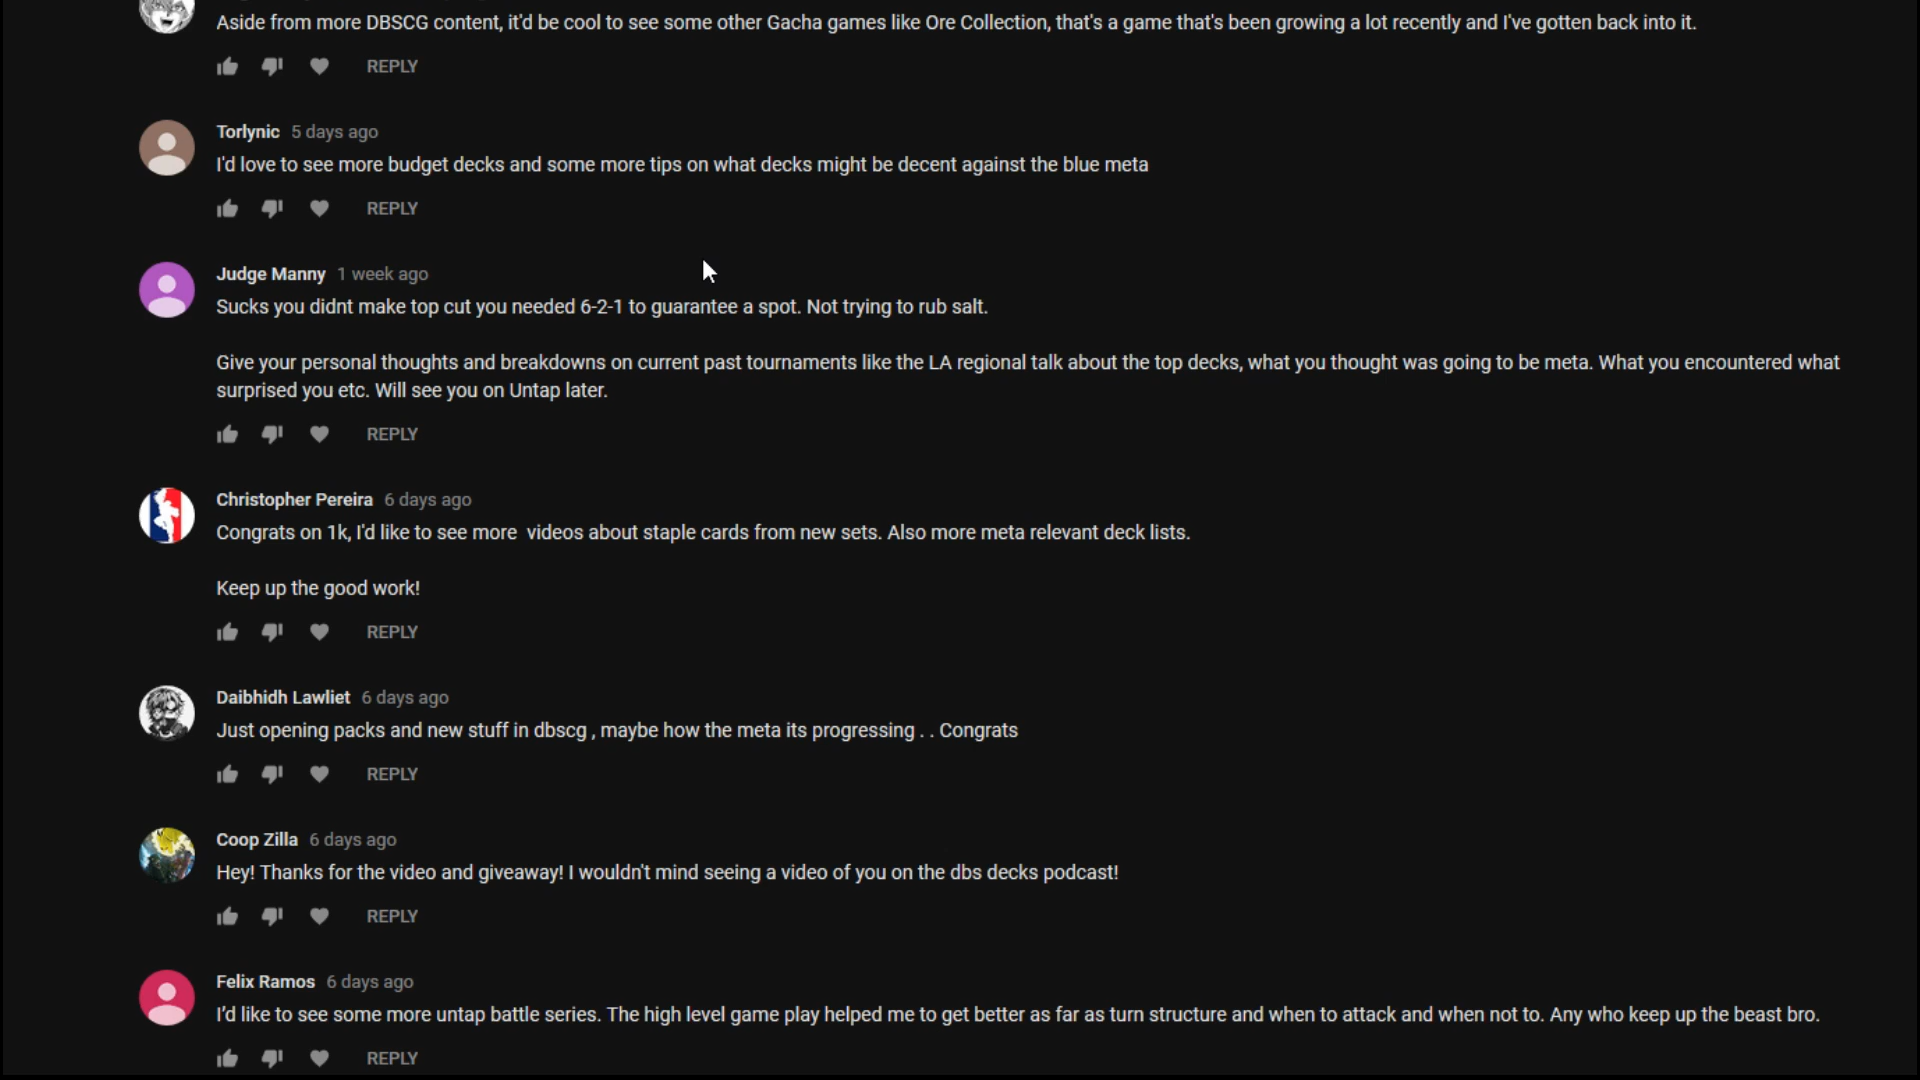 Aside from more DBSCG content, it'd be cool to see some other Gacha games like Ore Collection, that's a game that's been growing a lot recently and I've gotten back into it.
REPLY
Torlynic 5 days ago
I'd love to see more budget decks and some more tips on what decks might be decent against the blue meta
REPLY
Judge Manny 1 week ago
Sucks you didnt make top cut you needed 6-2-1 to guarantee a spot. Not trying to rub salt.
Give your personal thoughts and breakdowns on current past tournaments like the LA regional talk about the top decks, what you thought was going to be meta. What you encountered what
surprised you etc. Will see you on Untap later.
REPLY
Christopher Pereira 6 days ago
Congrats on 1k, I'd like to see more  videos about staple cards from new sets. Also more meta relevant deck lists.
Keep up the good work!
REPLY
Daibhidh Lawliet 6 days ago
Just opening packs and new stuff in dbscg , maybe how the meta its progressing . . Congrats
REPLY
Coop Zilla 6 days ago
Hey! Thanks for the video and giveaway! I wouldn't mind seeing a video of you on the dbs decks podcast!
REPLY
Felix Ramos 6 days ago
I'd like to see some more untap battle series. The high level game play helped me to get better as far as turn structure and when to attack and when not to. Any who keep up the beast bro.
REPLY